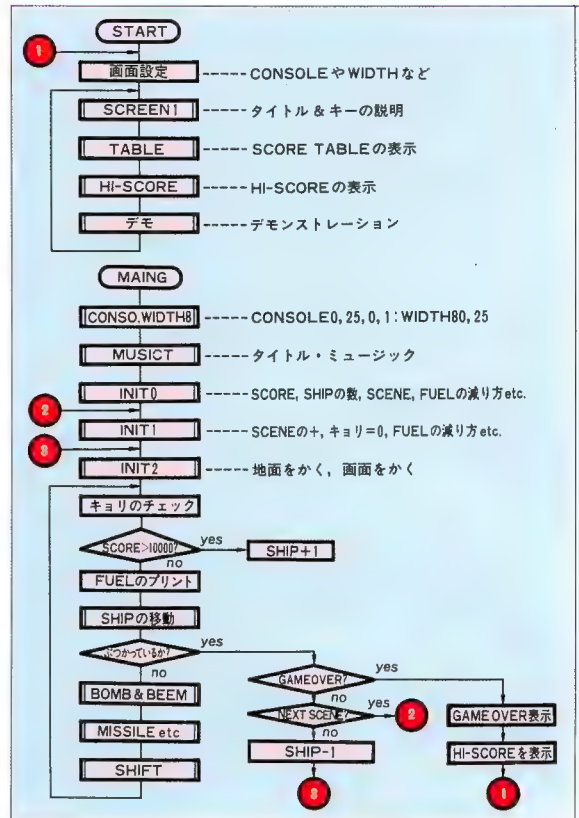 START
1
画面設定 ----- CONSOLEやWIDTHなど
SCREEN1 ----- タイトル & キーの説明
TABLE ----- SCORE TABLEの表示
HI-SCORE ----- HI-SCOREの表示
デモ ----- デモンストレーション
MAING
CONSO.WIDTH8 ----- CONSOLE0, 25, 0, 1 : WIDTH80, 25
MUSICT ----- タイトル・ミュージック
INIT0 ----- SCORE, SHIPの数, SCENE, FUELの減り方etc.
2
INIT1 ----- SCENEの+, キョリ=0, FUELの減り方etc.
3
INIT2 ----- 地面をかく, 画面をかく
キョリのチェック
SCORE>10000? yes SHIP+1
no
FUELのプリント
SHIPの移動
ぶつかっているか? yes
no
GAMEOVER? yes
no
BOMB & BEEM
NEXT SCENE? yes 2
no
GAMEOVER表示
MISSILE etc
SHIP-1
HI-SCOREを表示
SHIFT
3
1